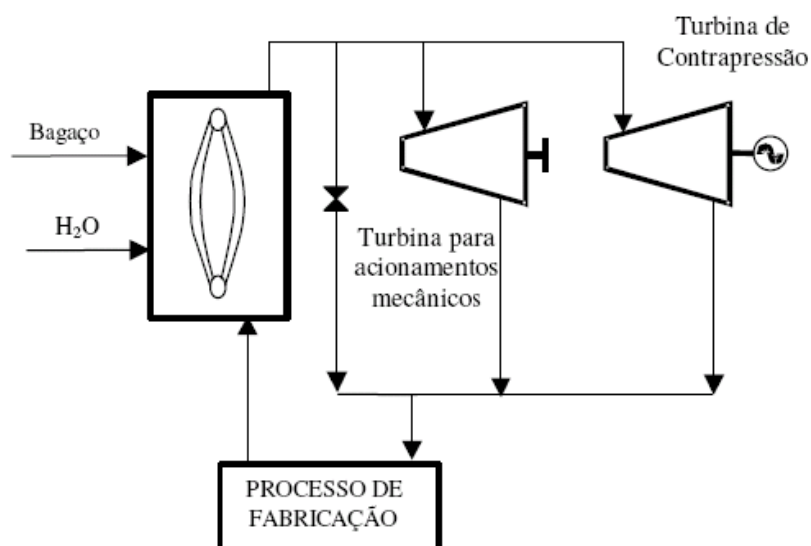 Turbina de
Contrapressão
Bagaço
H₂O
Turbina para
acionamentos
mecânicos
PROCESSO DE
FABRICAÇÃO